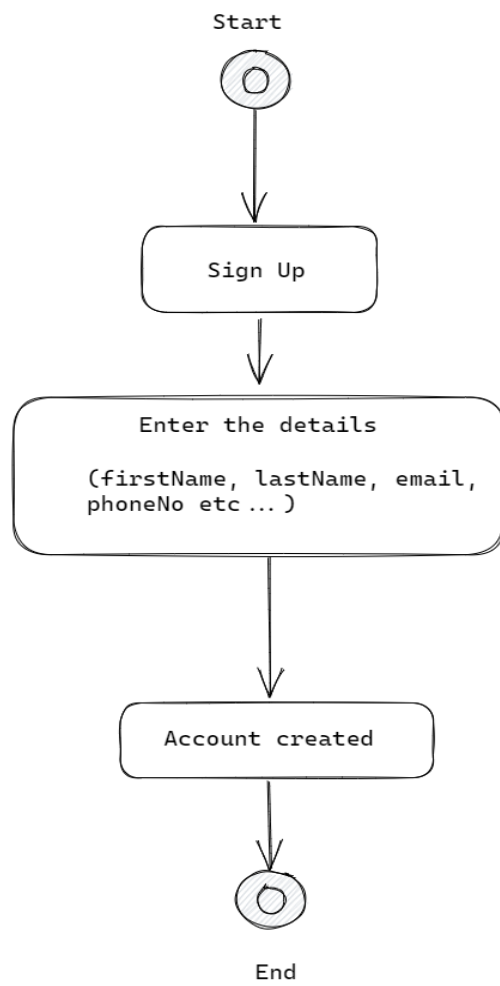 Start
Sign Up
Enter the details
(firstName, lastName, email,
phoneNo etc...)
Account created
End